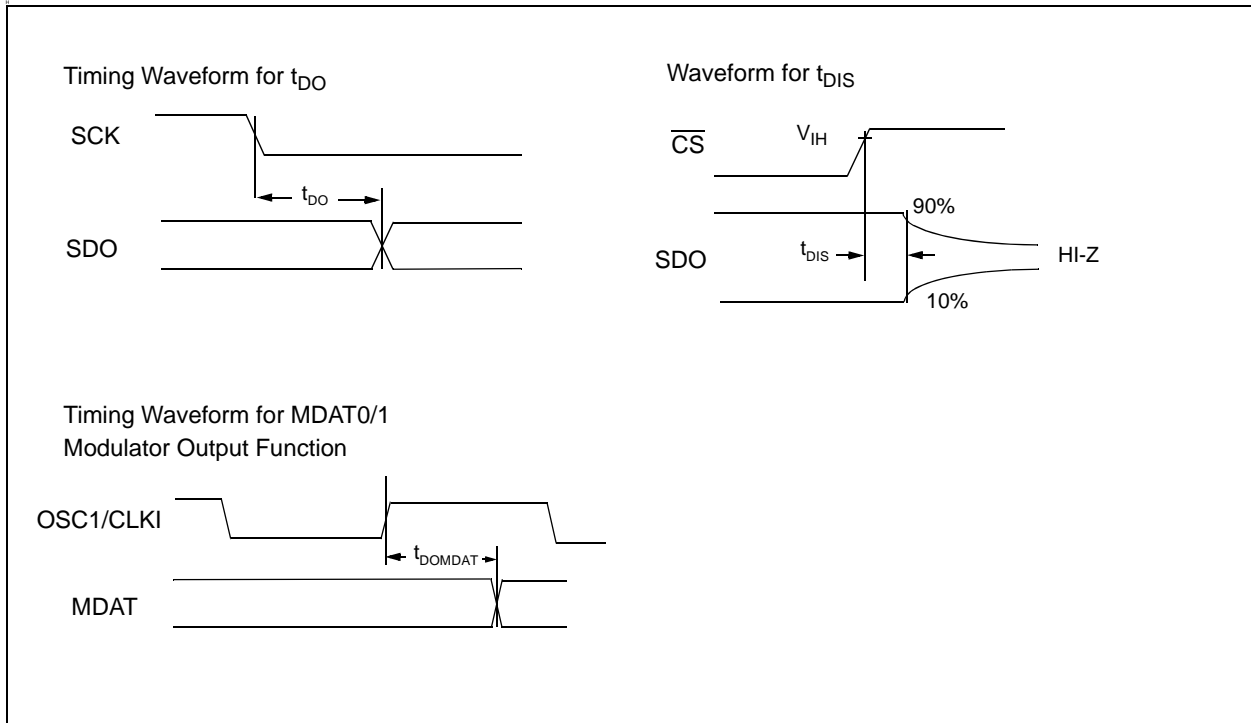 Timing Waveform for tDO
SCK
tDO
SDO
Waveform for tDIS
CS
VIH
90%
tDIS
SDO
HI-Z
10%
Timing Waveform for MDAT0/1
Modulator Output Function
OSC1/CLKI
tDOMDAT
MDAT